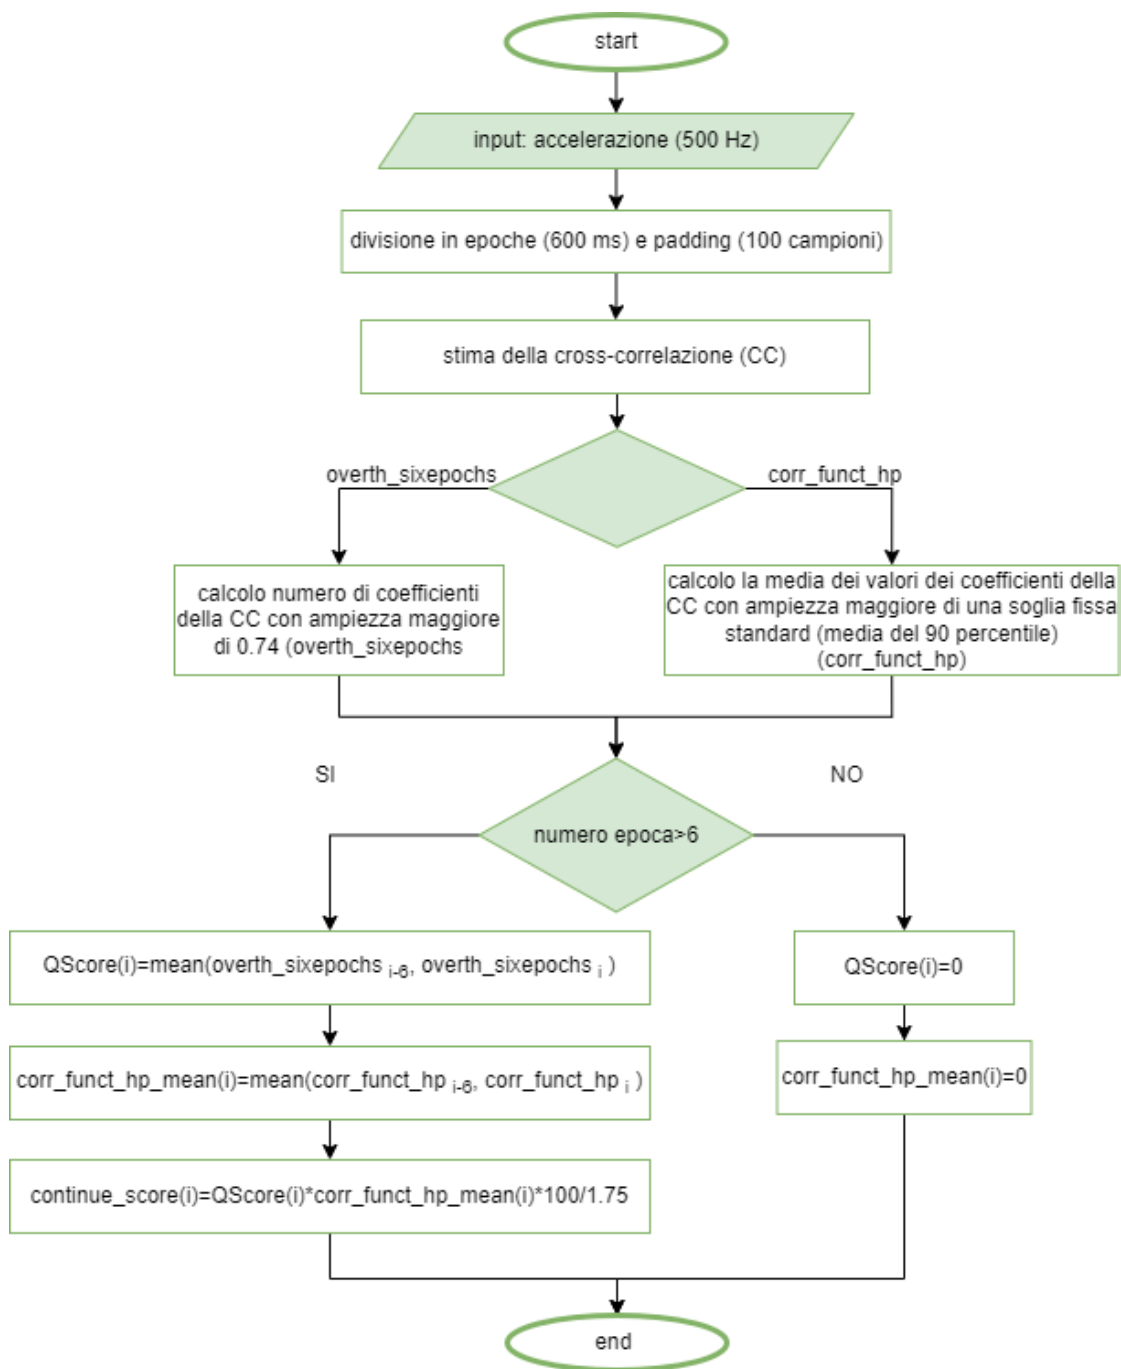 start
input: accelerazione (500 Hz)
divisione in epoche (600 ms) e padding (100 campioni)
stima della cross-correlazione (CC)
overth_sixepochs
corr_funct_hp
calcolo numero di coefficienti
della CC con ampiezza maggiore
di 0.74 (overth_sixepochs
calcolo la media dei valori dei coefficienti della
CC con ampiezza maggiore di una soglia fissa
standard (media del 90 percentile)
(corr_funct_hp)
SI
NO
numero epoca>6
QScore(i)=mean(overth_sixepochs i-6, overth_sixepochs i )
QScore(i)=0
corr_funct_hp_mean(i)=mean(corr_funct_hp i-6, corr_funct_hp i )
corr_funct_hp_mean(i)=0
continue_score(i)=QScore(i)*corr_funct_hp_mean(i)*100/1.75
end